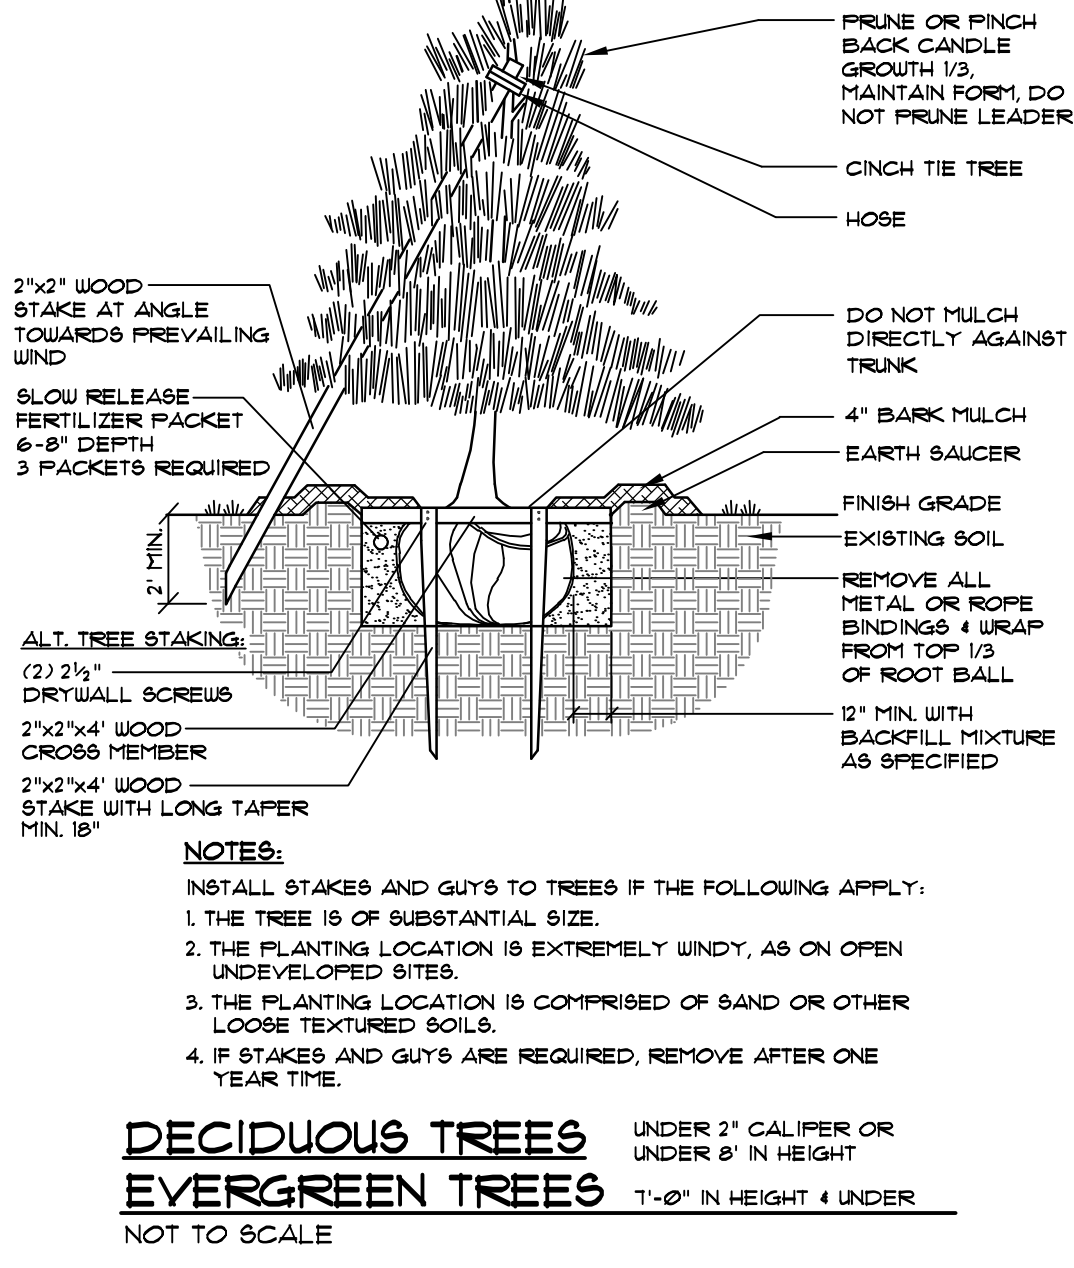 PRUNE OR PINCH
BACK CANDLE
GROWTH 1/3,
MAINTAIN FORM, DO
NOT PRUNE LEADER
CINCH TIE TREE
HOSE
2"x2" WOOD
STAKE AT ANGLE
TOWARDS PREVAILING
WIND
SLOW RELEASE
FERTILIZER PACKET
6-8" DEPTH
3 PACKETS REQUIRED
DO NOT MULCH
DIRECTLY AGAINST
TRUNK
4" BARK MULCH
EARTH SAUCER
FINISH GRADE
EXISTING SOIL
2' MIN.
REMOVE ALL
METAL OR ROPE
BINDINGS & WRAP
FROM TOP 1/3
OF ROOT BALL
12" MIN. WITH
BACKFILL MIXTURE
AS SPECIFIED
ALT. TREE STAKING:
(2) 2½"
DRYWALL SCREWS
2"x2"x4' WOOD
CROSS MEMBER
2"x2"x4' WOOD
STAKE WITH LONG TAPER
MIN. 18"
NOTES:
INSTALL STAKES AND GUYS TO TREES IF THE FOLLOWING APPLY:
1. THE TREE IS OF SUBSTANTIAL SIZE.
2. THE PLANTING LOCATION IS EXTREMELY WINDY, AS ON OPEN
UNDEVELOPED SITES.
3. THE PLANTING LOCATION IS COMPRISED OF SAND OR OTHER
LOOSE TEXTURED SOILS.
4. IF STAKES AND GUYS ARE REQUIRED, REMOVE AFTER ONE
YEAR TIME.
DECIDUOUS TREES
UNDER 2" CALIPER OR
UNDER 8' IN HEIGHT
EVERGREEN TREES
7'-0" IN HEIGHT & UNDER
NOT TO SCALE